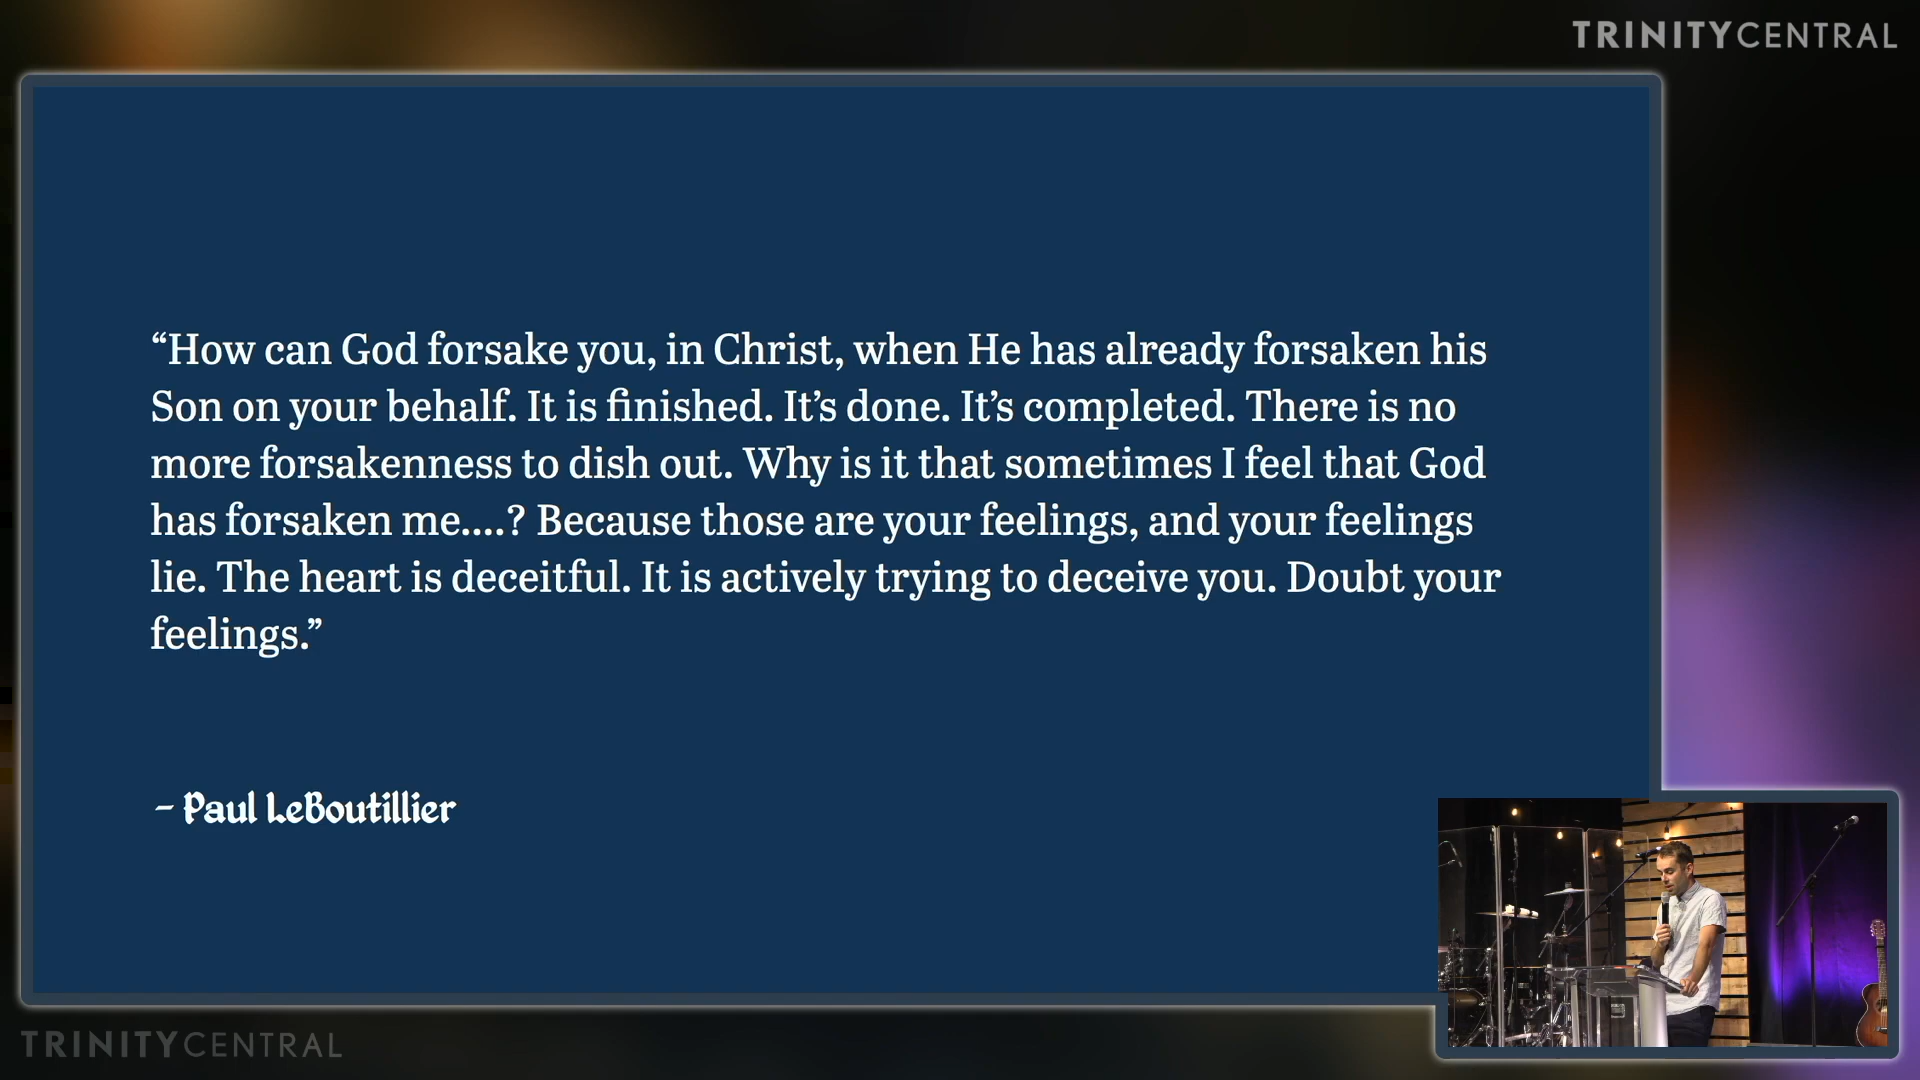 TRINITYCENTRAL
“How can God forsake you, in Christ, when He has already forsaken his
Son on your behalf. It is finished. It’s done. It’s completed. There is no
more forsakenness to dish out. Why is it that sometimes I feel that God
has forsaken me....? Because those are your feelings, and your feelings
lie. The heart is deceitful. It is actively trying to deceive you. Doubt your
feelings.”
– Paul LeBoutillier
TRINITYCENTRAL